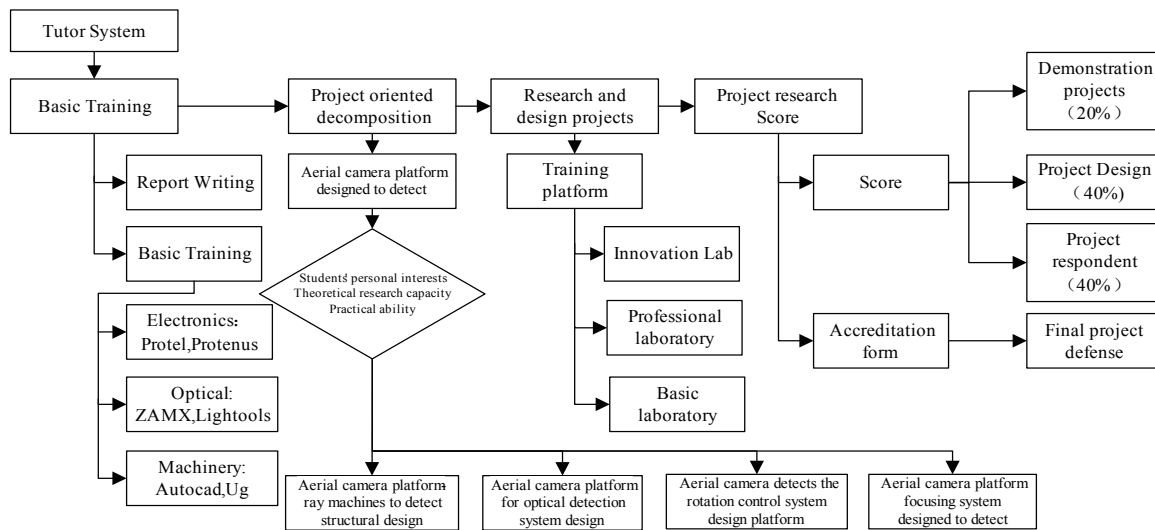 Tutor System
Basic Training
Project oriented
decomposition
Research and
design projects
Project research
Score
Demonstration
projects
（20%）
Report Writing
Aerial camera platform
designed to detect
Training
platform
Score
Project Design
（40%)
Basic Training
Students' personal interests
Theoretical research capacity
Practical ability
Innovation Lab
Project
respondent
（40%）
Electronics：
Protel,Protenus
Professional
laboratory
Accreditation
form
Final project
defense
Optical:
ZAMX,Lightools
Basic
laboratory
Machinery:
Autocad,Ug
Aerial camera platform-
ray machines to detect
structural design
Aerial camera platform
for optical detection
system design
Aerial camera detects the
rotation control system
design platform
Aerial camera platform
focusing system
designed to detect